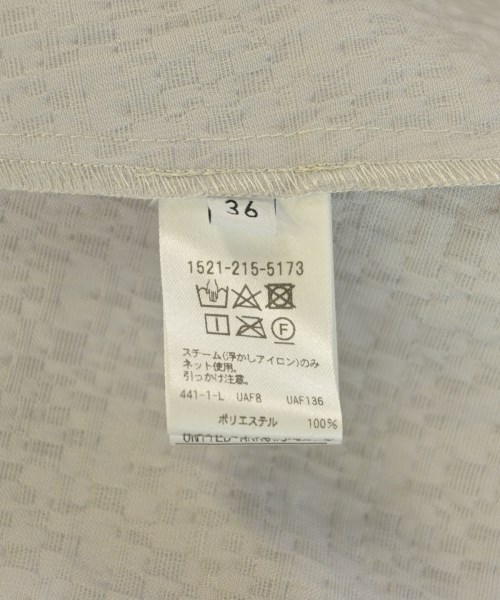 36
1521-215-5173
F
スチーム(浮かしアイロン)のみ
ネット使用。
引っかけ注意。
441-1-L UAF8 UAF136
ポリエステル 100%